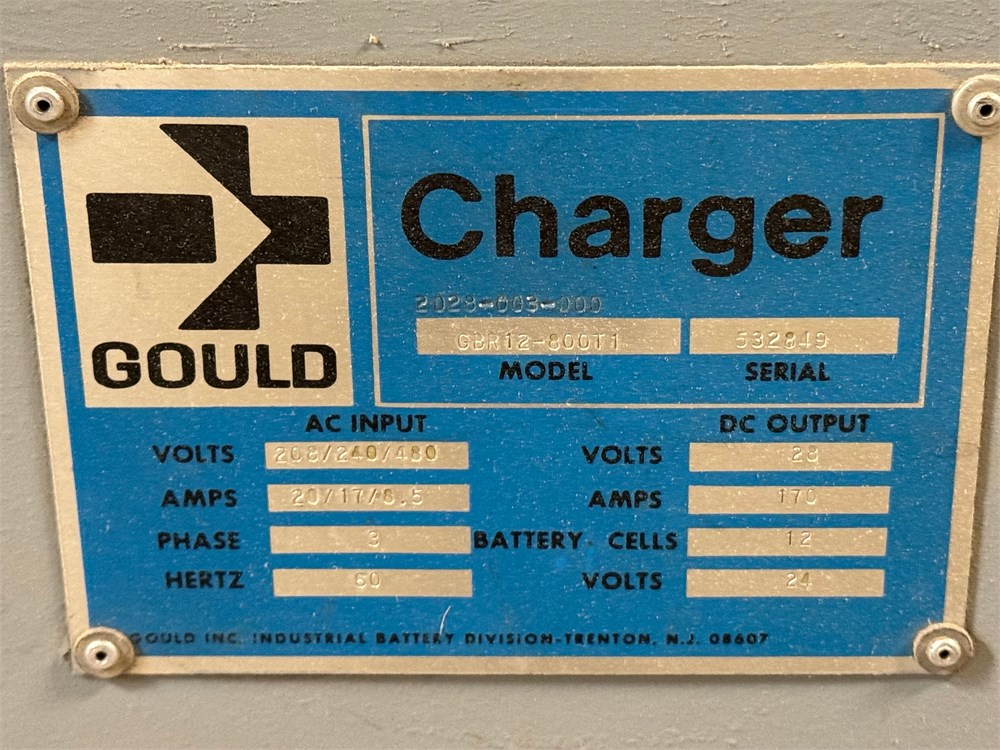 GOULD
Charger
2028-003-000
GBR12-800T1
532849
MODEL
SERIAL
AC INPUT
VOLTS 208/240/480
AMPS 20/17/8.5
PHASE 3
HERTZ 60
DC OUTPUT
VOLTS 28
AMPS 170
BATTERY- CELLS 12
VOLTS 24
GOULD INC. INDUSTRIAL BATTERY DIVISION-TRENTON, N.J. 08607